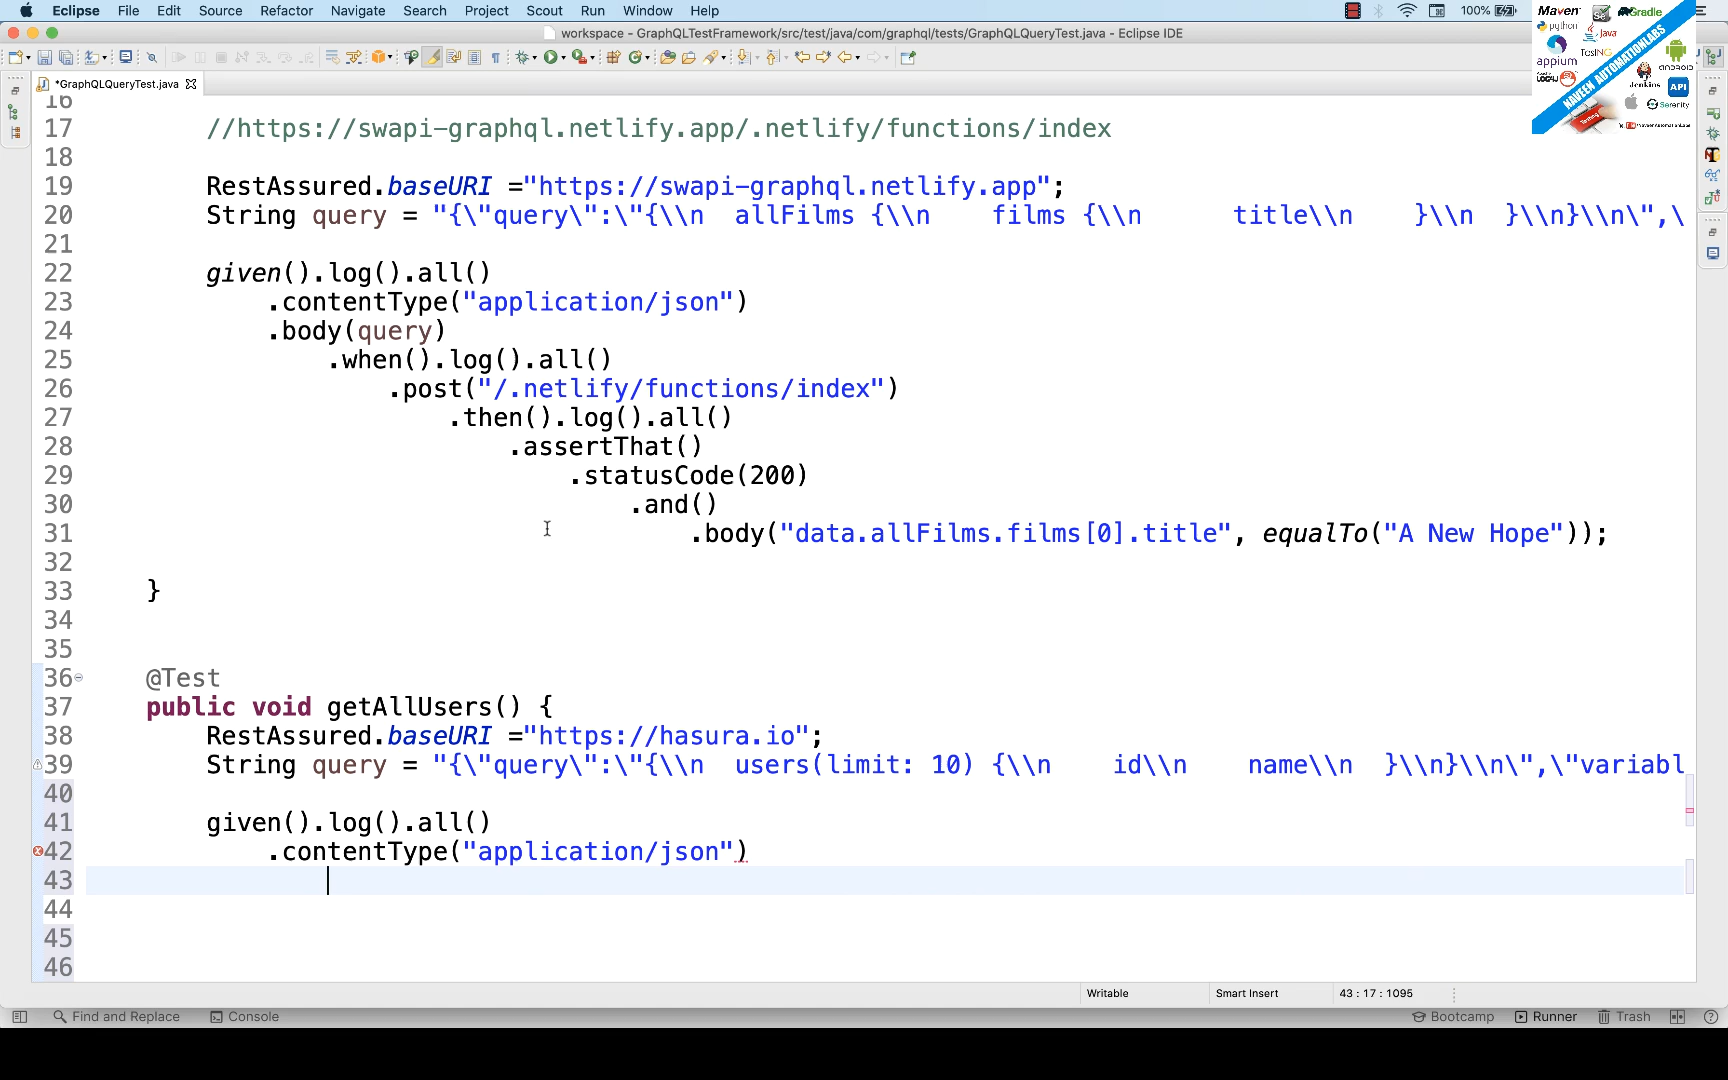 Eclipse File Edit Source Refactor Navigate Search Project Scout Run Window Help 100%
workspace - GraphQLTestFramework/src/test/java/com/graphql/tests/GraphQLQueryTest.java - Eclipse IDE
*GraphQLQueryTest.java
16
17 //https://swapi-graphql.netlify.app/.netlify/functions/index
18
19 RestAssured.baseURI ="https://swapi-graphql.netlify.app";
20 String query = "{\"query\":\"{\\n  allFilms {\\n    films {\\n      title\\n    }\\n  }\\n}\\n\",\
21
22 given().log().all()
23 .contentType("application/json")
24 .body(query)
25 .when().log().all()
26 .post("/.netlify/functions/index")
27 .then().log().all()
28 .assertThat()
29 .statusCode(200)
30 .and()
31 .body("data.allFilms.films[0].title", equalTo("A New Hope"));
32
33 }
34
35
36 @Test
37 public void getAllUsers() {
38 RestAssured.baseURI ="https://hasura.io";
39 String query = "{\"query\":\"{\\n  users(limit: 10) {\\n    id\\n    name\\n  }\\n}\\n\",\"variabl
40
41 given().log().all()
42 .contentType("application/json")
43
44
45
46
Writable Smart Insert 43 : 17 : 1095
Find and Replace Console Bootcamp Runner Trash
Maven Se Gradle
python Java
TestNG
appium ANDROID
LOG4J Jenkins API
Serenity
NAVEEN AUTOMATIONLABS
Testing